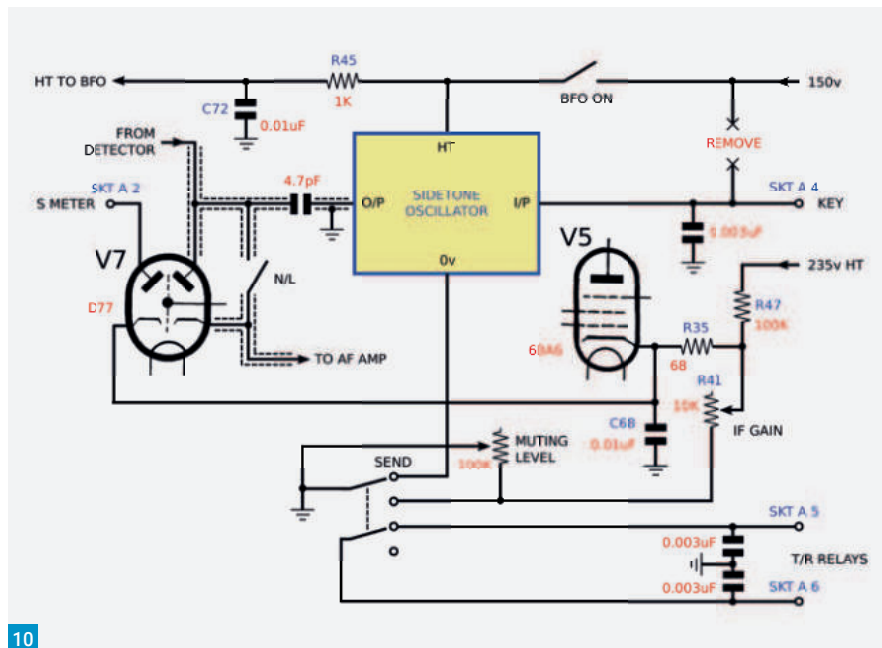 R45
HT TO BFO
150v
C72
1K
BFO ON
0.01uF
FROM
DETECTOR
HT
REMOVE
SKT A 2
4.7pF
SKT A 4
S METER
O/P
SIDETONE
OSCILLATOR
I/P
KEY
V7
V5
0v
235v HT
N/L
R47
100K
R35
TO AF AMP
68
R41
10K
C68
0.01uF
IF GAIN
MUTING
LEVEL
SEND
100K
SKT A 5
0.003uF
T/R RELAYS
0.003uF
SKT A 6
10